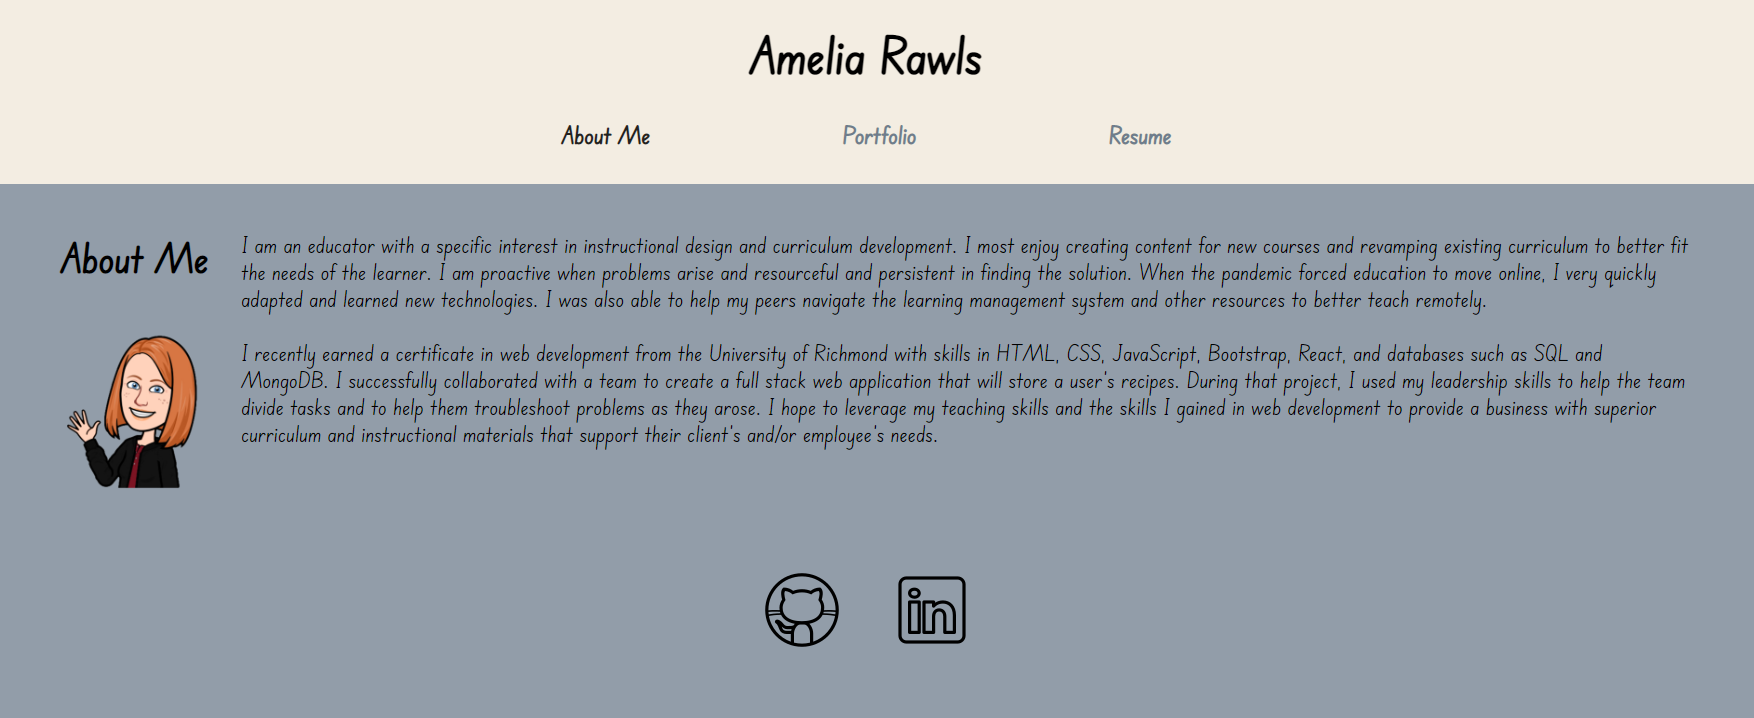 Amelia Rawls
About Me
Portfolio
Resume
About Me
I am an educator with a specific interest in instructional design and curriculum development. I most enjoy creating content for new courses and revamping existing curriculum to better fit
the needs of the learner. I am proactive when problems arise and resourceful and persistent in finding the solution. When the pandemic forced education to move online, I very quickly
adapted and learned new technologies. I was also able to help my peers navigate the learning management system and other resources to better teach remotely.
I recently earned a certificate in web development from the University of Richmond with skills in HTML, CSS, JavaScript, Bootstrap, React, and databases such as SQL and
MongoDB. I successfully collaborated with a team to create a full stack web application that will store a user's recipes. During that project, I used my leadership skills to help the team
divide tasks and to help them troubleshoot problems as they arose. I hope to leverage my teaching skills and the skills I gained in web development to provide a business with superior
curriculum and instructional materials that support their client's and/or employee's needs.
in